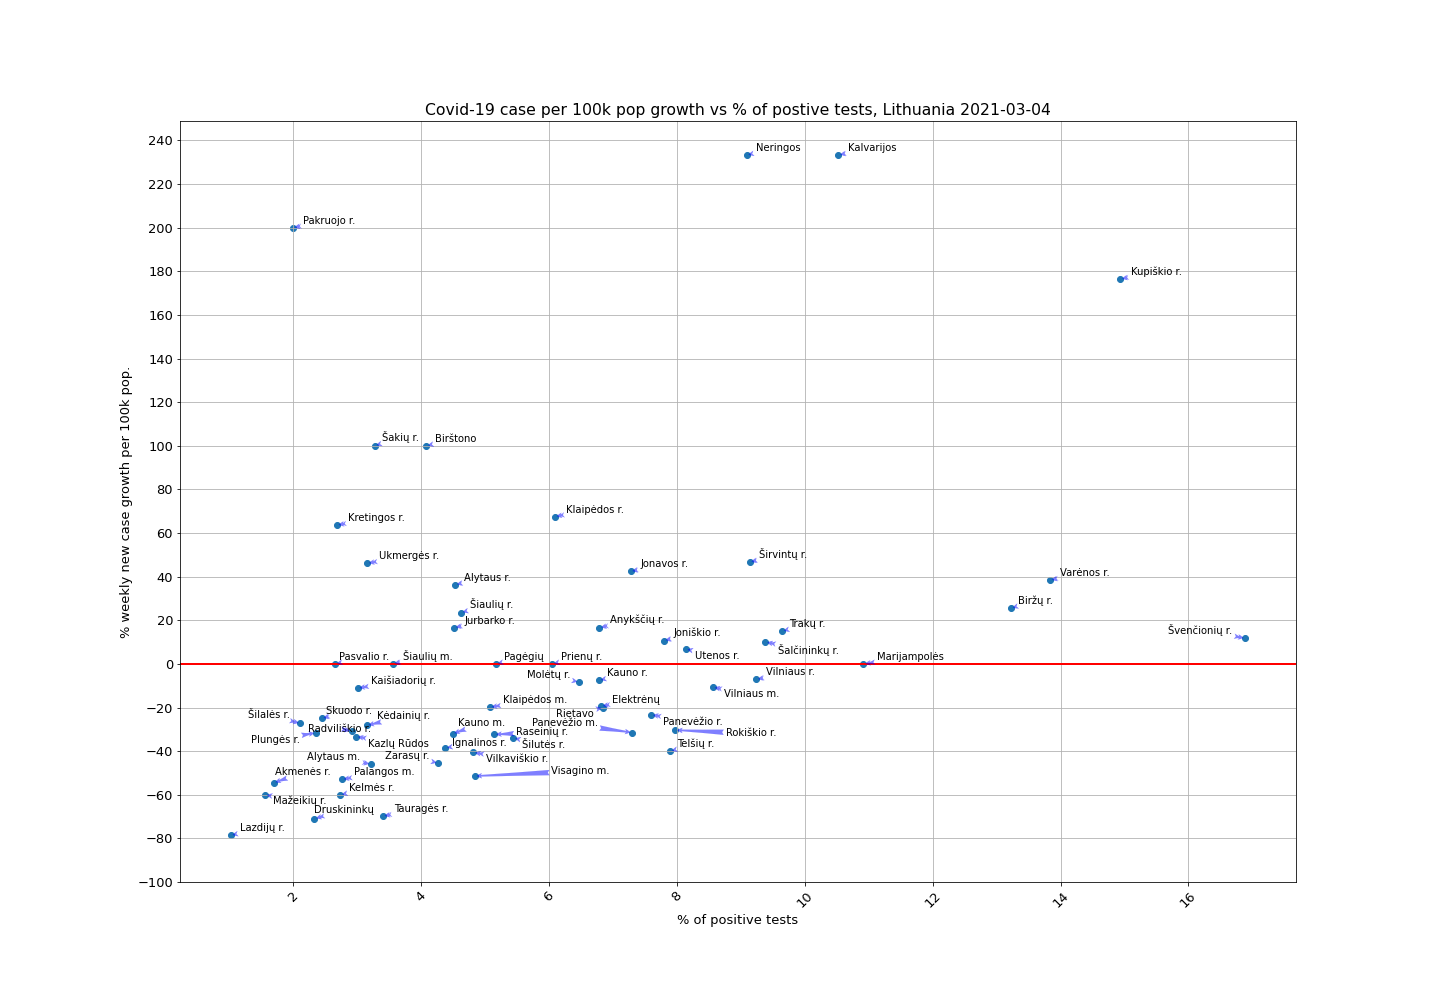 Covid-19 case per 100k pop growth vs % of postive tests, Lithuania 2021-03-04
% weekly new case growth per 100k pop.
240
220
200
180
160
140
120
100
80
60
40
20
0
−20
−40
−60
−80
−100
Neringos
Kalvarijos
Pakruojo r.
Kupiškio r.
Šakių r.
Birštono
Klaipėdos r.
Kretingos r.
Ukmergės r.
Širvintų r.
Jonavos r.
Alytaus r.
Varėnos r.
Šiaulių r.
Biržų r.
Jurbarko r.
Anykščių r.
Trakų r.
Joniškio r.
Švenčionių r.
Šalčininkų r.
Utenos r.
Pasvalio r.
Šiaulių m.
Pagėgių
Prienų r.
Marijampolės
Molėtų r.
Kauno r.
Vilniaus r.
Kaišiadorių r.
Vilniaus m.
Klaipėdos m.
Elektrėnų
Skuodo r.
Šilalės r.
Kėdainių r.
Rietavo
Radviliškio r.
Kauno m.
Panevėžio m.
Panevėžio r.
Raseinių r.
Rokiškio r.
Plungės r.
Kazlų Rūdos
Ignalinos r.
Šilutės r.
Telšių r.
Alytaus m.
Zarasų r.
Vilkaviškio r.
Akmenės r.
Palangos m.
Visagino m.
Kelmės r.
Mažeikių r.
Druskininkų
Tauragės r.
Lazdijų r.
2
4
6
8
10
12
14
16
% of positive tests